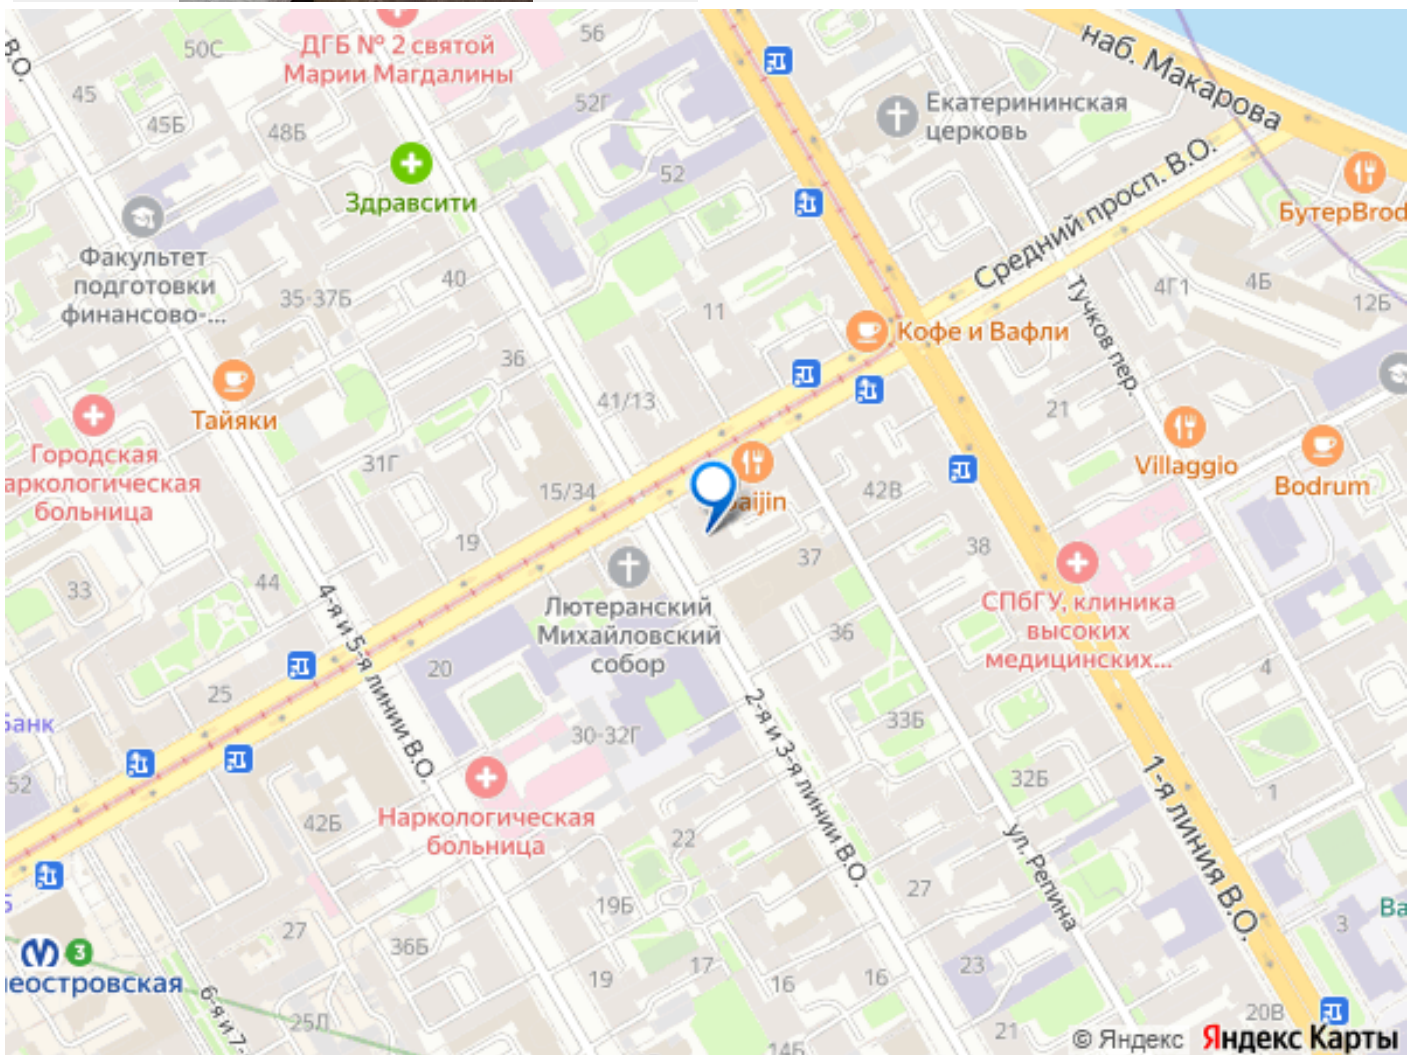 В.О.
50С
ДГБ № 2 святой
Марии Магдалины
56
наб. Макарова
45
45Б
48Б
52Г
Екатерининская
церковь
Здравсити
52
Средний просп. В.О.
БутерBrod
Факультет
подготовки
финансово-...
35-37Б
40
11
Тучков пер.
4Г1
4Б
12Б
Кофе и Вафли
36
Тайяки
41/13
21
Городская
аркологическая
больница
31Г
15/34
42В
Villaggio
Bodrum
aijin
19
33
44
37
38
Лютеранский
Михайловский
собор
СПбГУ, клиника
высоких
медицинских...
4-я и 5-я линии В.О.
36
20
25
4
Банк
30-32Г
2-я и 3-я линии В.О.
33Б
52
32Б
1
1-я линия В.О.
42Б
Наркологическая
больница
22
ул. Репина
27
19Б
3
Ва
27
36Б
3
неостровская
19
17
16
16
23
6-я и 7-
25Л
14Б
21
20В
© Яндекс Яндекс Карты